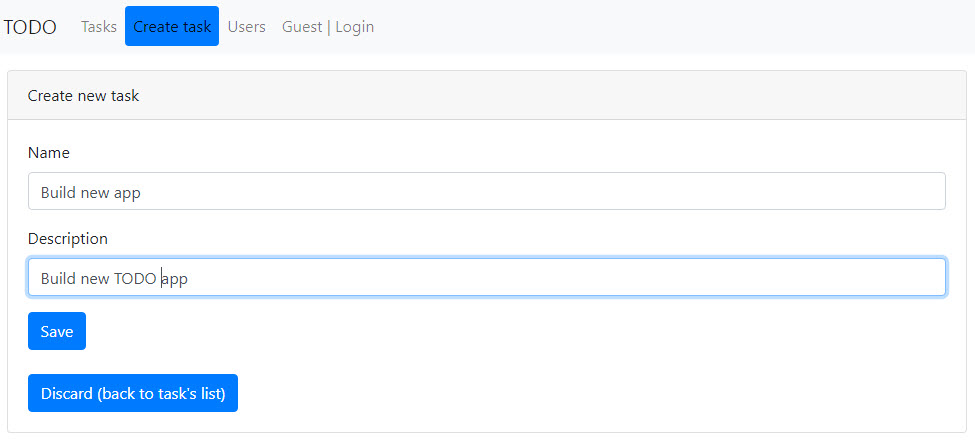 TODO Tasks Create task Users Guest | Login
Create new task
Name
Build new app
Description
Build new TODO app
Save
Discard (back to task's list)